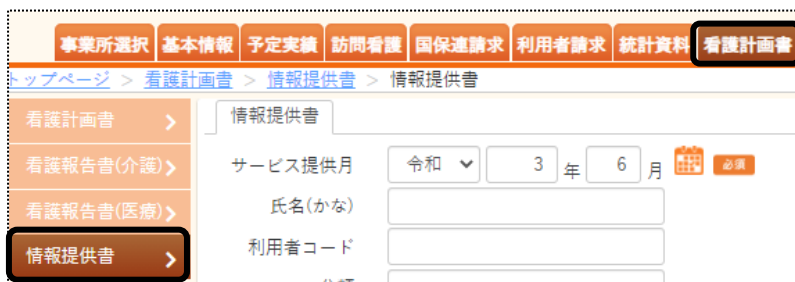 事業所選択 基本情報 予定実績 訪問看護 国保連請求 利用者請求 統計資料 看護計画書
トップページ > 看護計画書 > 情報提供書 > 情報提供書
看護計画書
看護報告書(介護)
看護報告書(医療)
情報提供書
情報提供書
サービス提供月 令和 3 年 6 月 必須
氏名(かな)
利用者コード